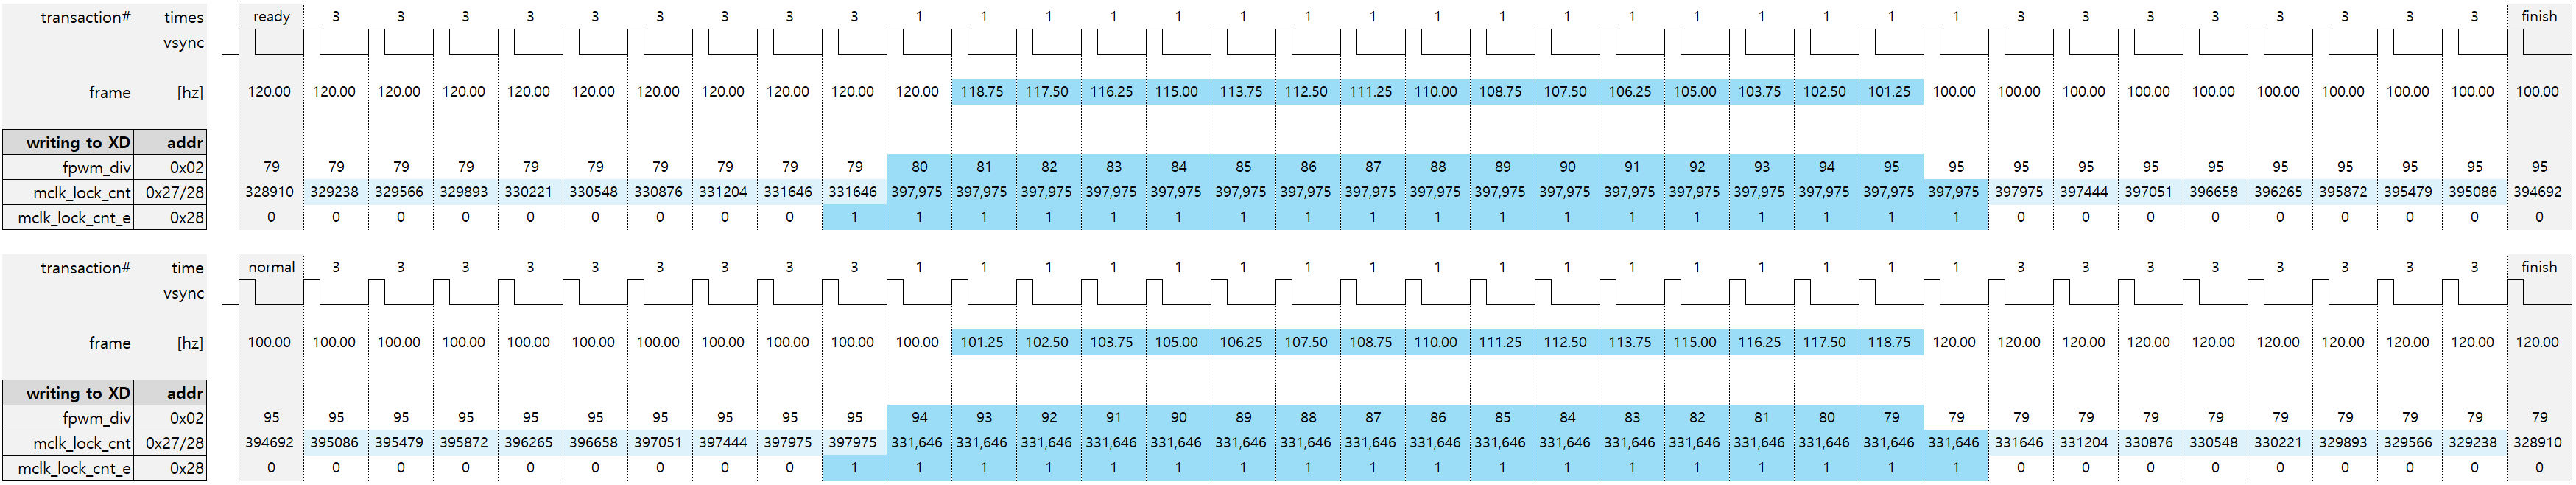 transaction# times ready 3 3 3 3 3 3 3 3 3 1 1 1 1 1 1 1 1 1 1 1 1 1 1 1 1 1 3 3 3 3 3 3 3 3 finish
vsync
frame [hz] 120.00 120.00 120.00 120.00 120.00 120.00 120.00 120.00 120.00 120.00 120.00 118.75 117.50 116.25 115.00 113.75 112.50 111.25 110.00 108.75 107.50 106.25 105.00 103.75 102.50 101.25 100.00 100.00 100.00 100.00 100.00 100.00 100.00 100.00 100.00 100.00
writing to XD addr
fpwm_div 0x02 79 79 79 79 79 79 79 79 79 79 80 81 82 83 84 85 86 87 88 89 90 91 92 93 94 95 95 95 95 95 95 95 95 95 95 95
mclk_lock_cnt 0x27/28 328910 329238 329566 329893 330221 330548 330876 331204 331646 331646 397,975 397,975 397,975 397,975 397,975 397,975 397,975 397,975 397,975 397,975 397,975 397,975 397,975 397,975 397,975 397,975 397,975 397975 397444 397051 396658 396265 395872 395479 395086 394692
mclk_lock_cnt_e 0x28 0 0 0 0 0 0 0 0 0 1 1 1 1 1 1 1 1 1 1 1 1 1 1 1 1 1 1 0 0 0 0 0 0 0 0 0
transaction# time normal 3 3 3 3 3 3 3 3 3 1 1 1 1 1 1 1 1 1 1 1 1 1 1 1 1 1 3 3 3 3 3 3 3 3 finish
vsync
frame [hz] 100.00 100.00 100.00 100.00 100.00 100.00 100.00 100.00 100.00 100.00 100.00 101.25 102.50 103.75 105.00 106.25 107.50 108.75 110.00 111.25 112.50 113.75 115.00 116.25 117.50 118.75 120.00 120.00 120.00 120.00 120.00 120.00 120.00 120.00 120.00 120.00
writing to XD addr
fpwm_div 0x02 95 95 95 95 95 95 95 95 95 95 94 93 92 91 90 89 88 87 86 85 84 83 82 81 80 79 79 79 79 79 79 79 79 79 79 79
mclk_lock_cnt 0x27/28 394692 395086 395479 395872 396265 396658 397051 397444 397975 397975 331,646 331,646 331,646 331,646 331,646 331,646 331,646 331,646 331,646 331,646 331,646 331,646 331,646 331,646 331,646 331,646 331,646 331646 331204 330876 330548 330221 329893 329566 329238 328910
mclk_lock_cnt_e 0x28 0 0 0 0 0 0 0 0 0 1 1 1 1 1 1 1 1 1 1 1 1 1 1 1 1 1 1 0 0 0 0 0 0 0 0 0